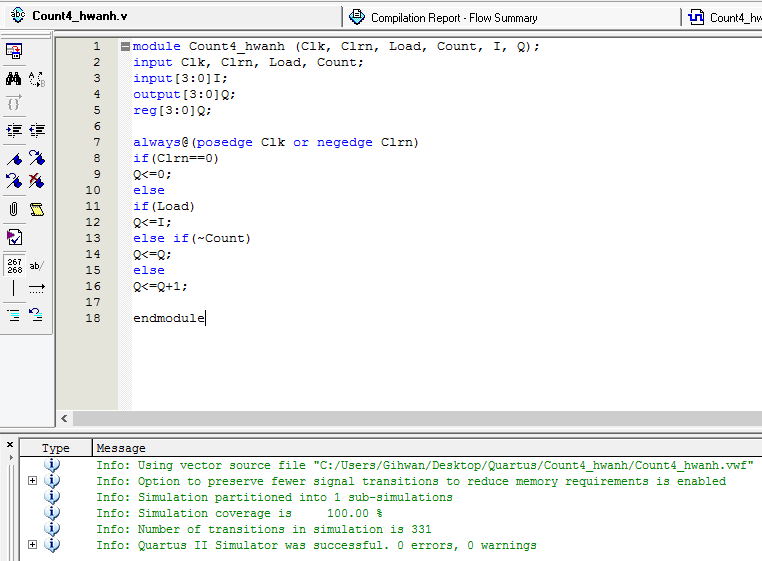 abc Count4_hwanh.v
Compilation Report - Flow Summary
Count4_hw
1 module Count4_hwanh (Clk, Clrn, Load, Count, I, Q);
2 input Clk, Clrn, Load, Count;
3 input[3:0]I;
4 output[3:0]Q;
5 reg[3:0]Q;
6
7 always@(posedge Clk or negedge Clrn)
8 if(Clrn==0)
9 Q<=0;
10 else
11 if(Load)
12 Q<=I;
13 else if(~Count)
14 Q<=Q;
15 else
16 Q<=Q+1;
17
18 endmodule
267
268
ab/
Type Message
Info: Using vector source file "C:/Users/Gihwan/Desktop/Quartus/Count4_hwanh/Count4_hwanh.vwf"
Info: Option to preserve fewer signal transitions to reduce memory requirements is enabled
Info: Simulation partitioned into 1 sub-simulations
Info: Simulation coverage is 100.00 %
Info: Number of transitions in simulation is 331
Info: Quartus II Simulator was successful. 0 errors, 0 warnings